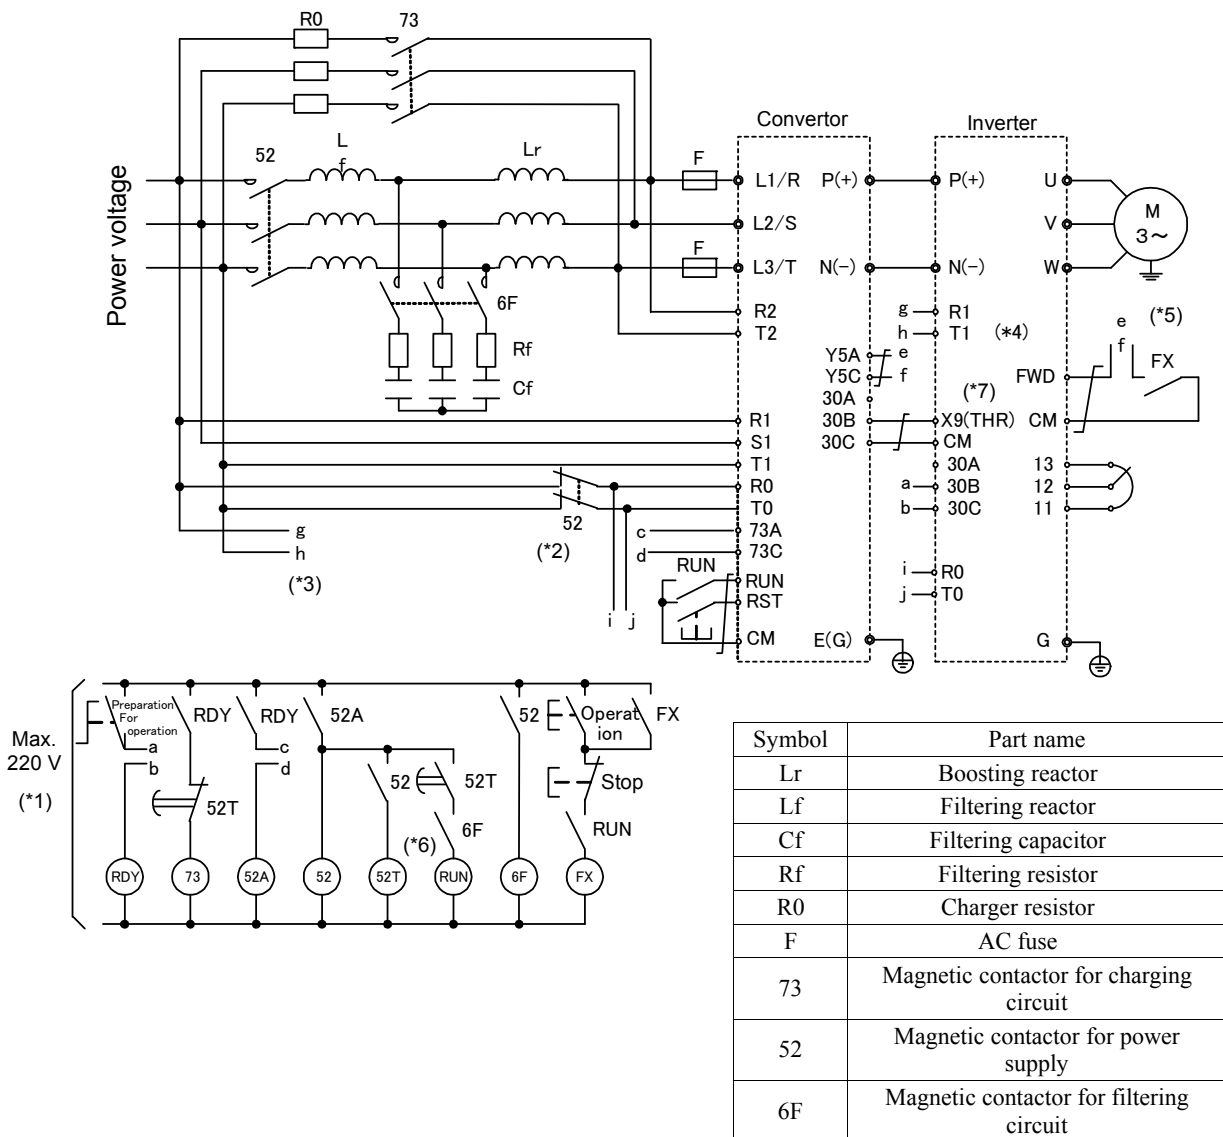 R0
73
Power voltage
52
L
f
Lr
F
F
6F
Rf
Cf
Convertor
Inverter
L1/R
P(+)
P(+)
U
L2/S
V
L3/T
N(-)
N(-)
W
M
3~
R2
T2
g
R1
h
T1
(*4)
(*5)
Y5A
e
Y5C
f
e
f
FX
FWD
30A
(*7)
30B
X9(THR)
CM
30C
CM
R1
S1
T1
30A
13
R0
a
30B
12
T0
b
30C
11
52
(*2)
c
73A
d
73C
g
h
(*3)
RUN
RUN
RST
CM
i
j
i
R0
j
T0
E(G)
G
Max.
220 V
(*1)
Preparation
For
operation
a
b
RDY
RDY
c
d
52A
52T
52
52T
(*6)
6F
52
Operat
ion
FX
Stop
RUN
RDY
73
52A
52
52T
RUN
6F
FX
Symbol Part name
Lr Boosting reactor
Lf Filtering reactor
Cf Filtering capacitor
Rf Filtering resistor
R0 Charger resistor
F AC fuse
73 Magnetic contactor for charging
circuit
52 Magnetic contactor for power
supply
6F Magnetic contactor for filtering
circuit